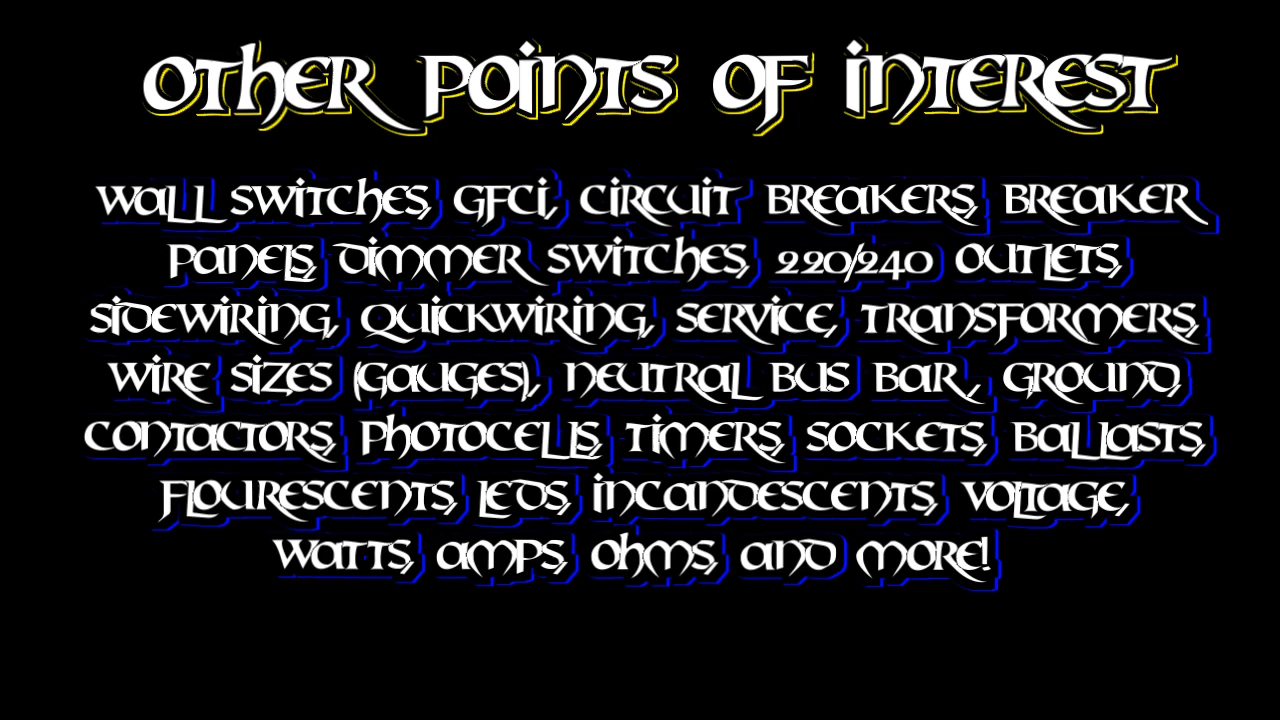 Other Points of Interest
Wall Switches, GFCI, Circuit Breakers, Breaker
Panels, Dimmer Switches, 220/240 Outlets,
Sidewiring, Quickwiring, Service, Transformers,
Wire Sizes (Gauges), Neutral Bus Bar, Ground,
Contactors, Photocells, Timers, Sockets, Ballasts,
Flourescents, LEDs, Incandescents, Voltage,
Watts, Amps, Ohms, and More!